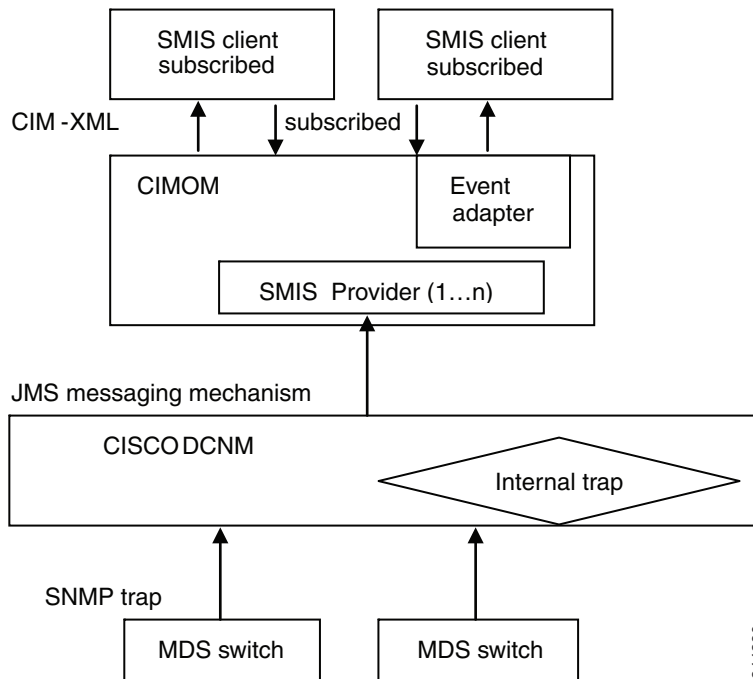 SMIS client
subscribed
SMIS client
subscribed
CIM -XML
subscribed
CIMOM
Event
adapter
SMIS Provider (1...n)
JMS messaging mechanism
CISCO DCNM
Internal trap
SNMP trap
MDS switch
MDS switch